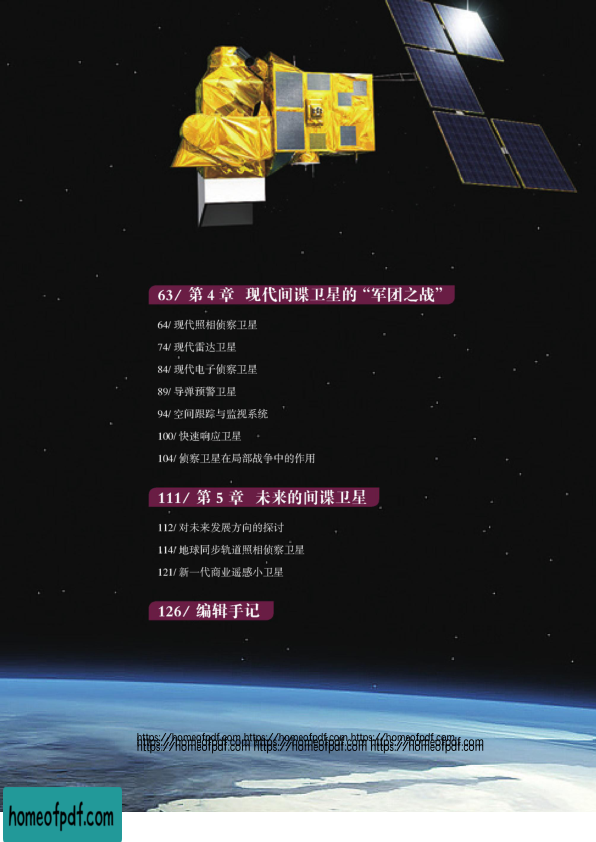 63/ 第 4 章 现代间谍卫星的“军团之战”
64/ 现代照相侦察卫星
74/ 现代雷达卫星
84/ 现代电子侦察卫星
89/ 导弹预警卫星
94/ 空间跟踪与监视系统
100/ 快速响应卫星
104/ 侦察卫星在局部战争中的作用
111/ 第 5 章 未来的间谍卫星
112/ 对未来发展方向的探讨
114/ 地球同步轨道照相侦察卫星
121/ 新一代商业遥感小卫星
126/ 编辑手记
https://homeofpdf.com https://homeofpdf.com https://homeofpdf.com
https://homeofpdf.com https://homeofpdf.com https://homeofpdf.com
homeofpdf.com